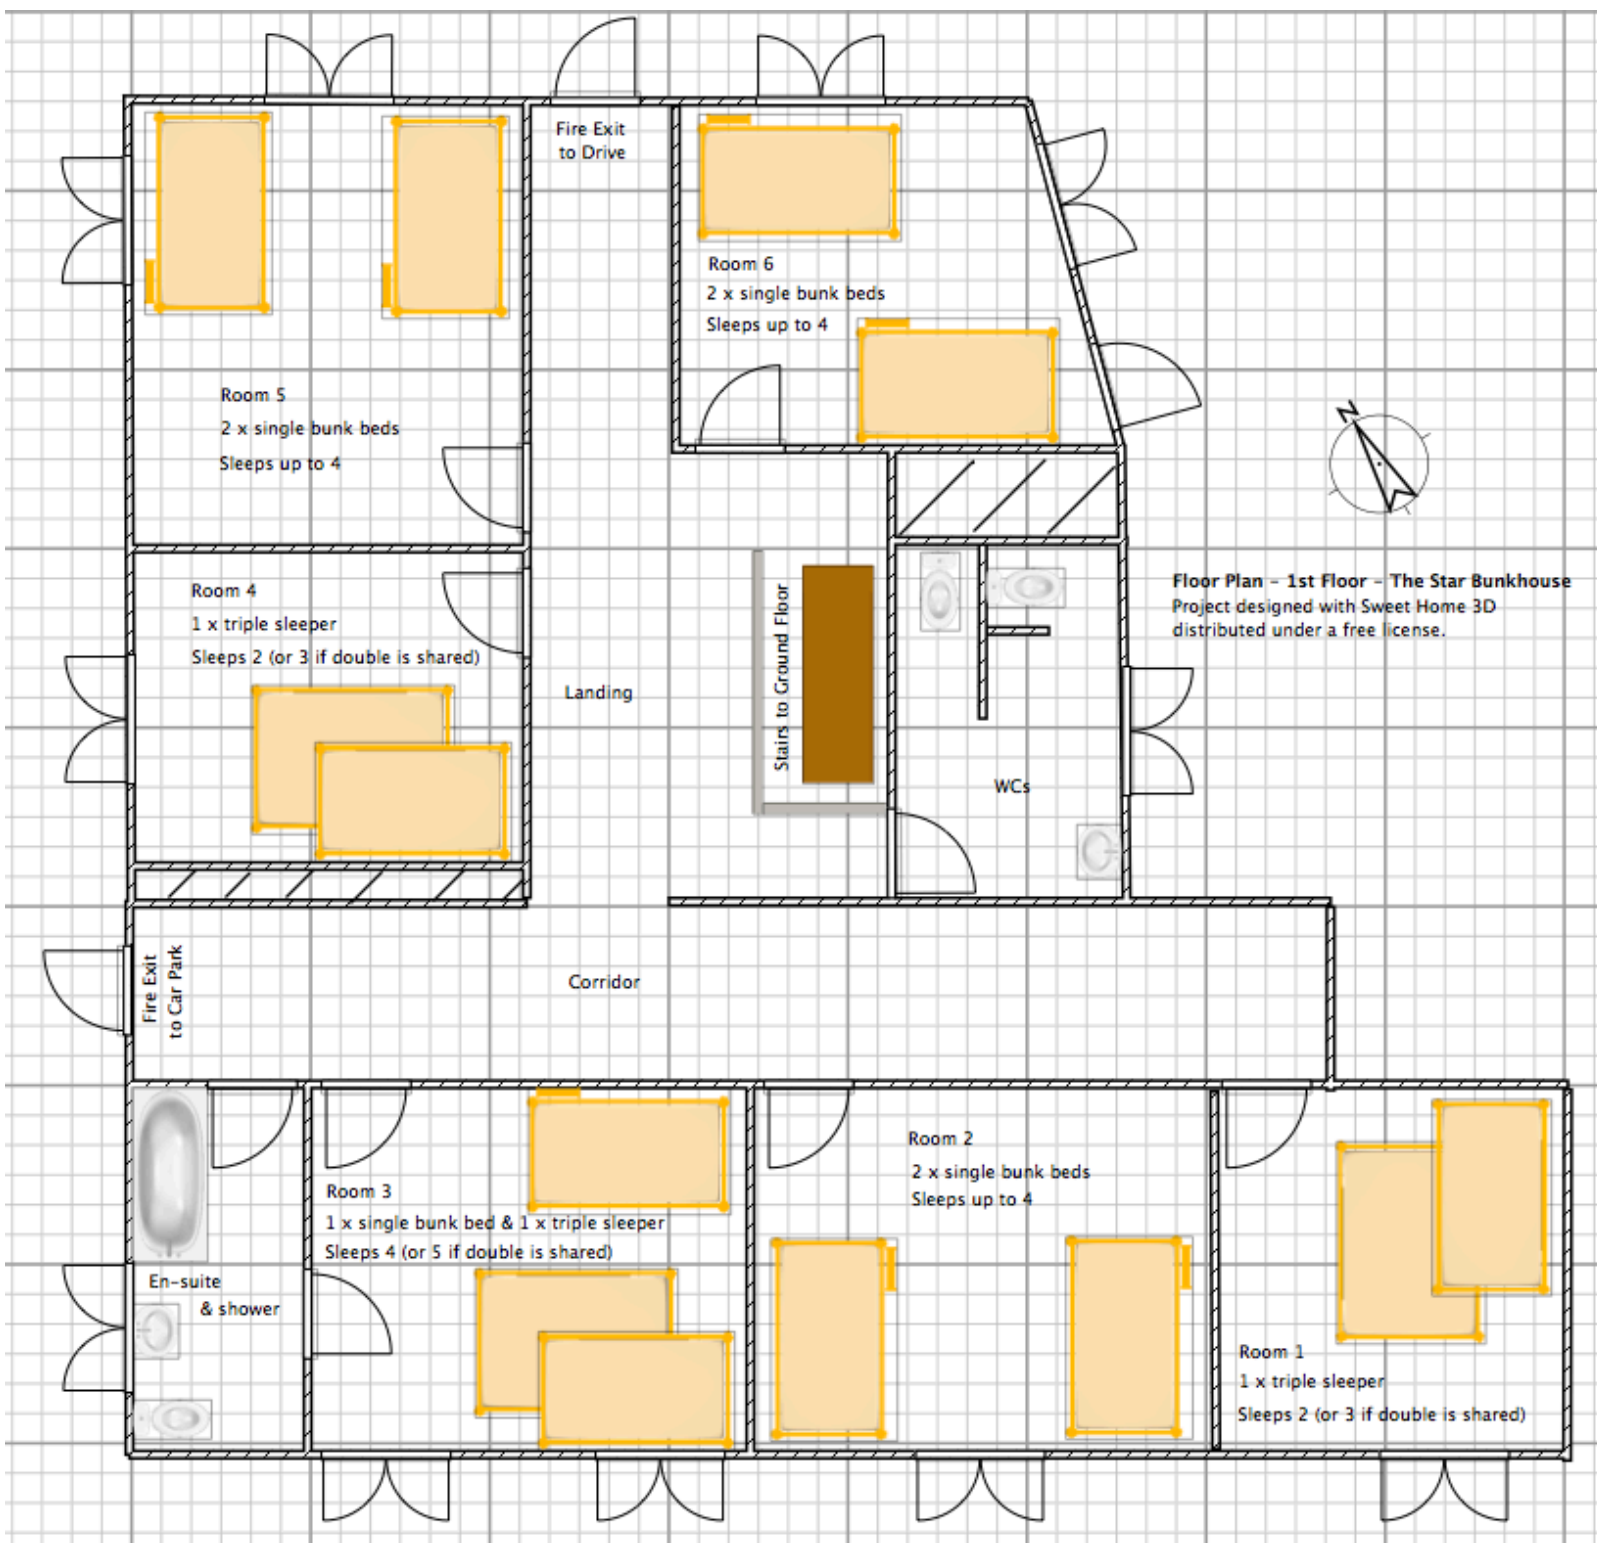 Fire Exit
to Drive
Room 6
2 x single bunk beds
Sleeps up to 4
Room 5
2 x single bunk beds
Sleeps up to 4
N
Room 4
1 x triple sleeper
Sleeps 2 (or 3 if double is shared)
Landing
Stairs to Ground Floor
WCs
Floor Plan - 1st Floor - The Star Bunkhouse
Project designed with Sweet Home 3D
distributed under a free license.
Fire Exit
to Car Park
Corridor
Room 3
1 x single bunk bed & 1 x triple sleeper
Sleeps 4 (or 5 if double is shared)
En-suite
& shower
Room 2
2 x single bunk beds
Sleeps up to 4
Room 1
1 x triple sleeper
Sleeps 2 (or 3 if double is shared)